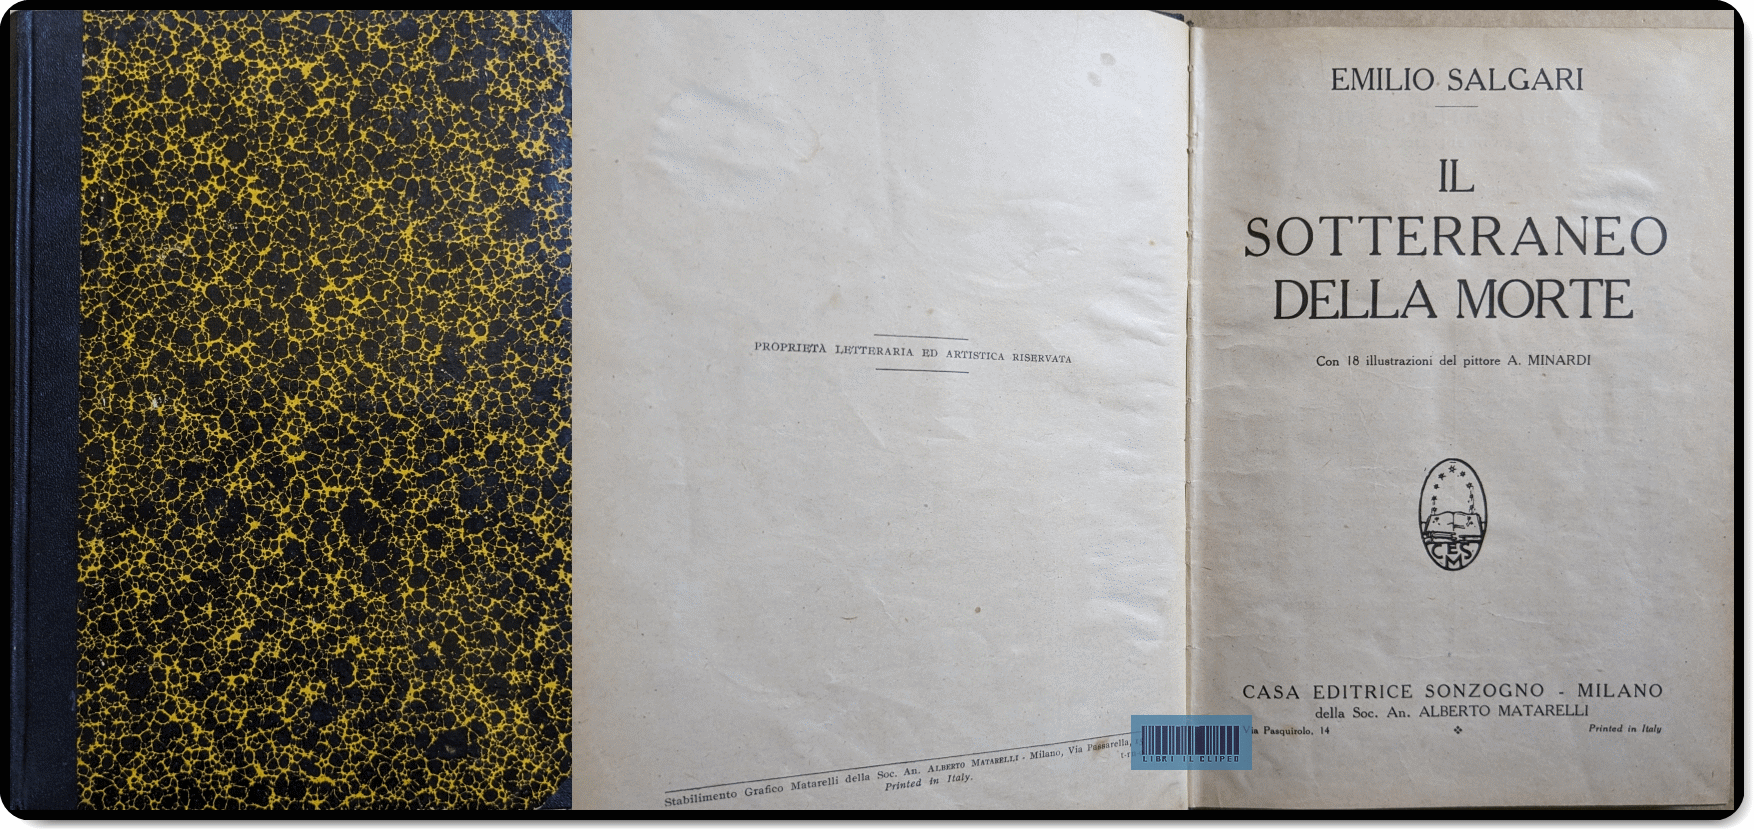 PROPRIETÀ LETTERARIA ED ARTISTICA RISERVATA
Stabilimento Grafico Matarelli della Soc. An. ALBERTO MATARELLI - Milano, Via Passarella,
Printed in Italy.
EMILIO SALGARI
IL
SOTTERRANEO
DELLA MORTE
Con 18 illustrazioni del pittore A. MINARDI
CESM
CASA EDITRICE SONZOGNO - MILANO
della Soc. An. ALBERTO MATARELLI
Via Pasquirolo, 14
Printed in Italy
LIBRI IL CLIPEO